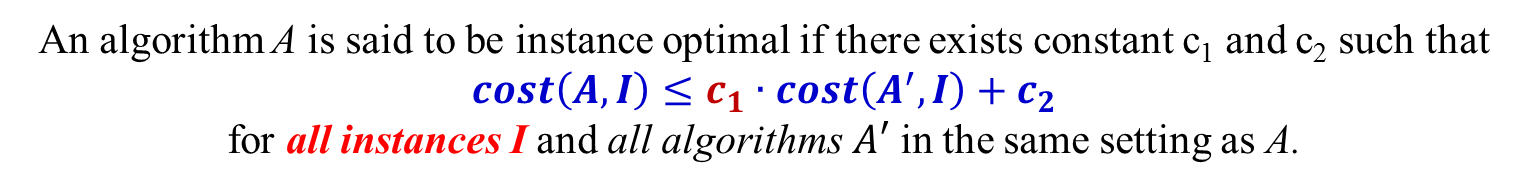 An algorithm A is said to be instance optimal if there exists constant c₁ and c₂ such that
cost(A, I) ≤ c₁ · cost(A′, I) + c₂
for all instances I and all algorithms A′ in the same setting as A.